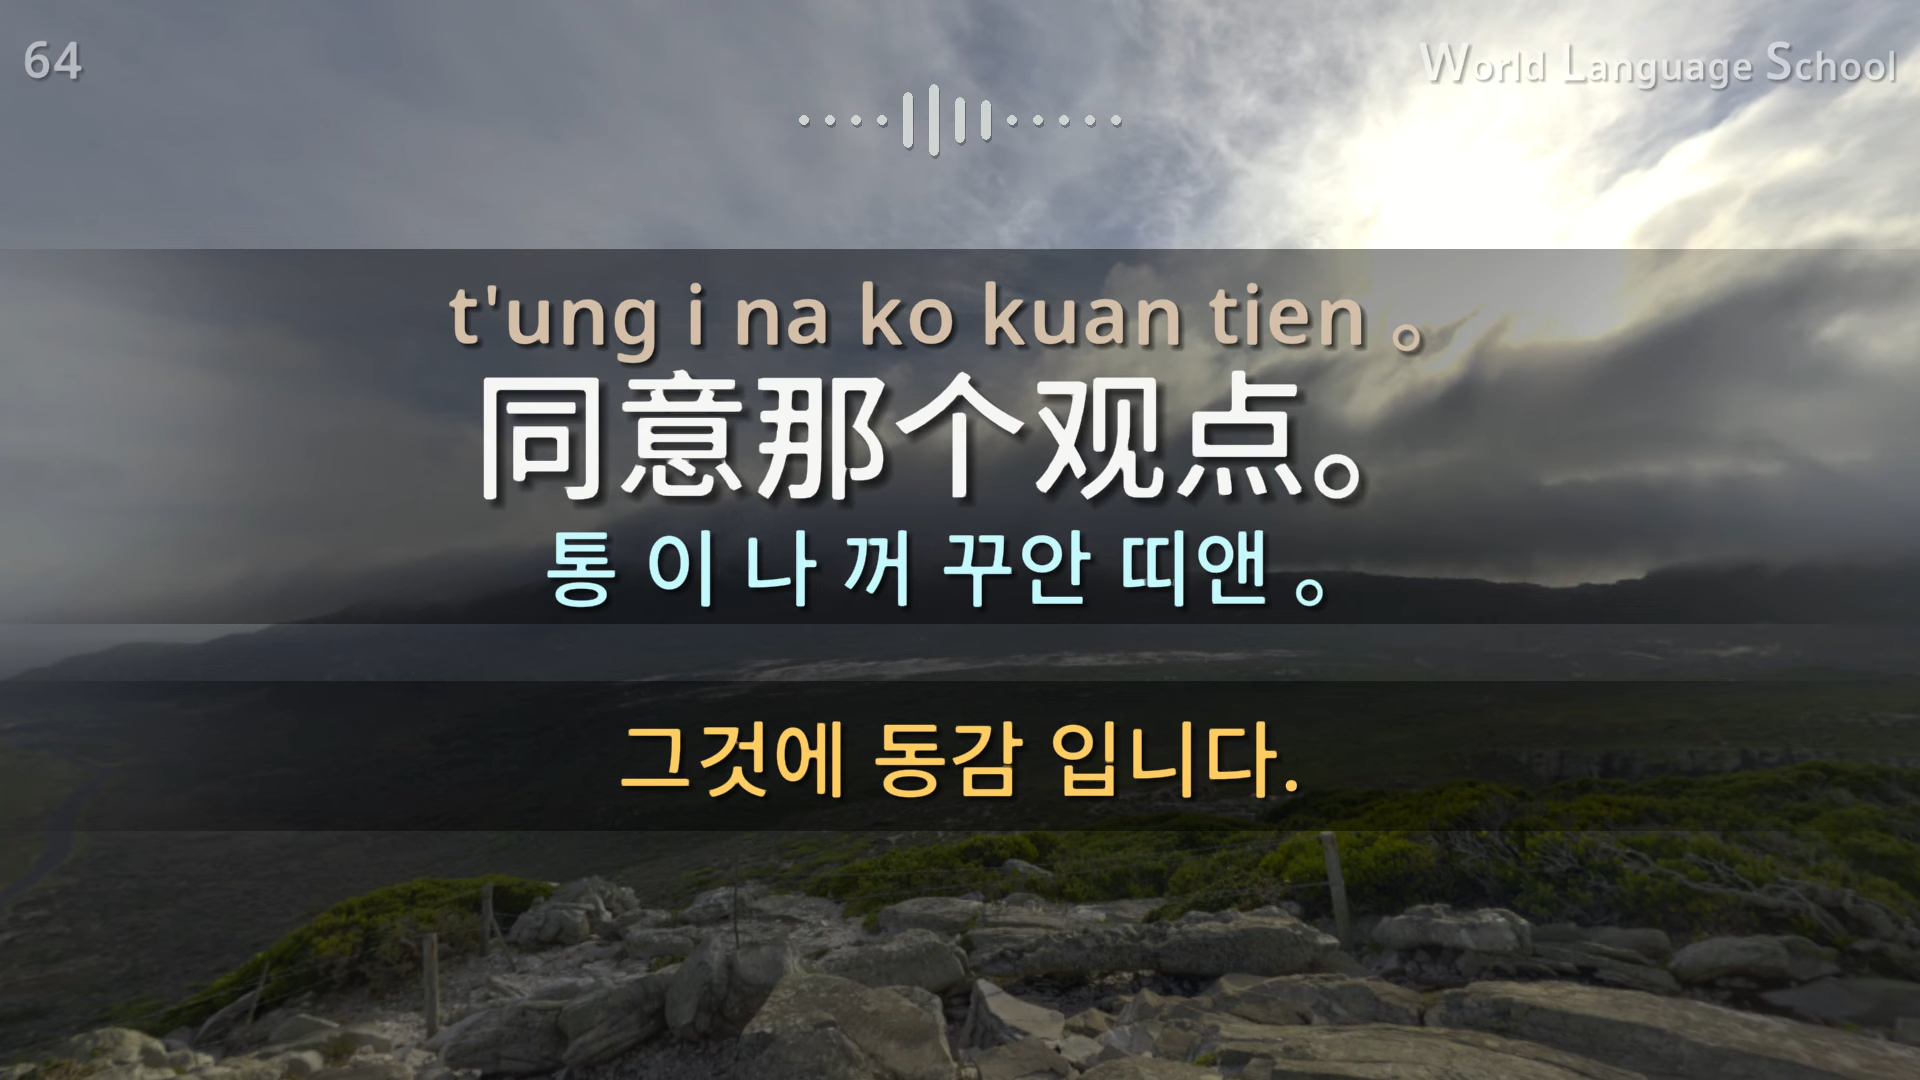 64
World Language School
t'ung i na ko kuan tien 。
同意那个观点。
통 이 나 꺼 꾸안 띠앤 。
그것에 동감 입니다.